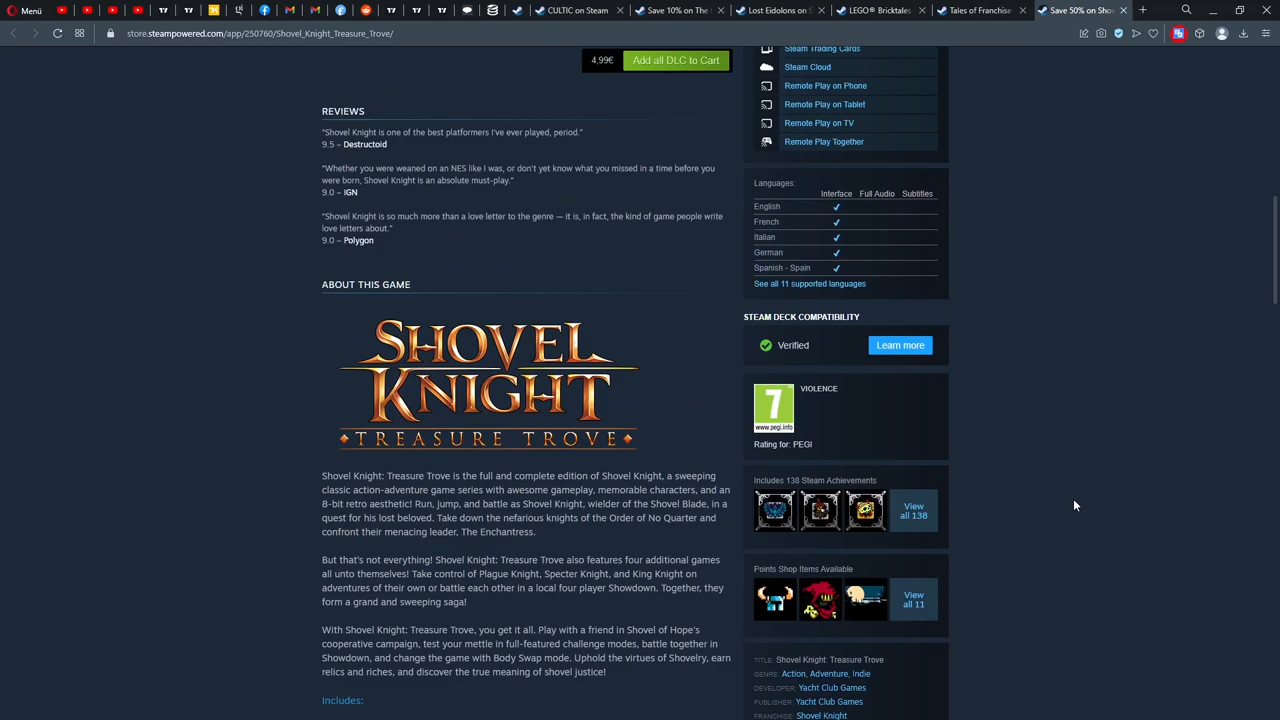 Menü
CULTIC on Steam
Save 10% on The
Lost Eidolons on S
LEGO® Bricktales
Tales of Franchise
Save 50% on Sho
store.steampowered.com/app/250760/Shovel_Knight_Treasure_Trove/
4,99€
Add all DLC to Cart
REVIEWS
“Shovel Knight is one of the best platformers I've ever played, period.”
9.5 – Destructoid
“Whether you were weaned on an NES like I was, or don't yet know what you missed in a time before you
were born, Shovel Knight is an absolute must-play.”
9.0 – IGN
“Shovel Knight is so much more than a love letter to the genre — it is, in fact, the kind of game people write
love letters about.”
9.0 – Polygon
ABOUT THIS GAME
SHOVEL
KNIGHT
TREASURE TROVE
Shovel Knight: Treasure Trove is the full and complete edition of Shovel Knight, a sweeping
classic action-adventure game series with awesome gameplay, memorable characters, and an
8-bit retro aesthetic! Run, jump, and battle as Shovel Knight, wielder of the Shovel Blade, in a
quest for his lost beloved. Take down the nefarious knights of the Order of No Quarter and
confront their menacing leader, The Enchantress.
But that's not everything! Shovel Knight: Treasure Trove also features four additional games
all unto themselves! Take control of Plague Knight, Specter Knight, and King Knight on
adventures of their own or battle each other in a local four player Showdown. Together, they
form a grand and sweeping saga!
With Shovel Knight: Treasure Trove, you get it all. Play with a friend in Shovel of Hope's
cooperative campaign, test your mettle in full-featured challenge modes, battle together in
Showdown, and change the game with Body Swap mode. Uphold the virtues of Shovelry, earn
relics and riches, and discover the true meaning of shovel justice!
Includes:
Steam Trading Cards
Steam Cloud
Remote Play on Phone
Remote Play on Tablet
Remote Play on TV
Remote Play Together
Languages:
Interface Full Audio Subtitles
English
French
Italian
German
Spanish - Spain
See all 11 supported languages
STEAM DECK COMPATIBILITY
Verified
Learn more
7
www.pegi.info
VIOLENCE
Rating for: PEGI
Includes 138 Steam Achievements
View
all 138
Points Shop Items Available
View
all 11
TITLE: Shovel Knight: Treasure Trove
GENRE: Action, Adventure, Indie
DEVELOPER: Yacht Club Games
PUBLISHER: Yacht Club Games
FRANCHISE: Shovel Knight